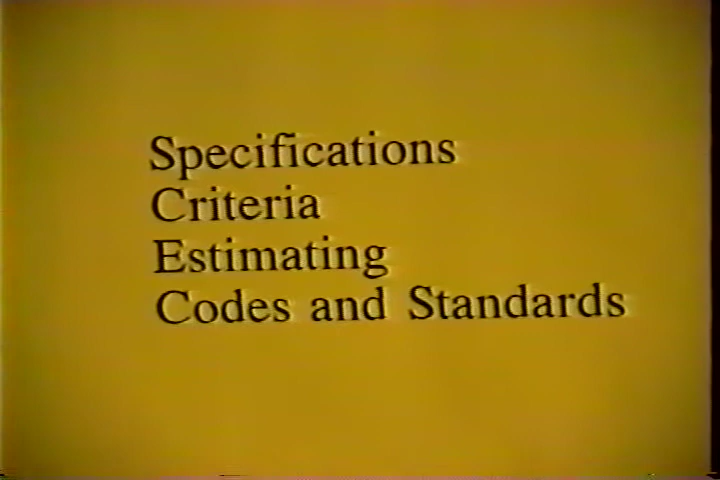 Specifications
Criteria
Estimating
Codes and Standards